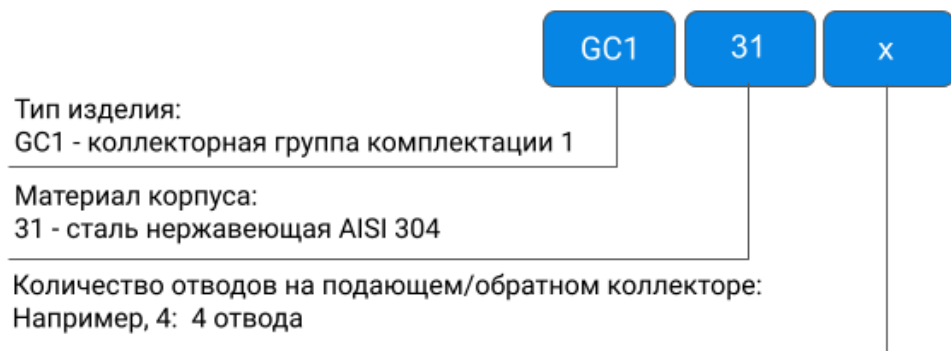 GC1 31 x
Тип изделия:
GC1 - коллекторная группа комплектации 1
Материал корпуса:
31 - сталь нержавеющая AISI 304
Количество отводов на подающем/обратном коллекторе:
Например, 4: 4 отвода